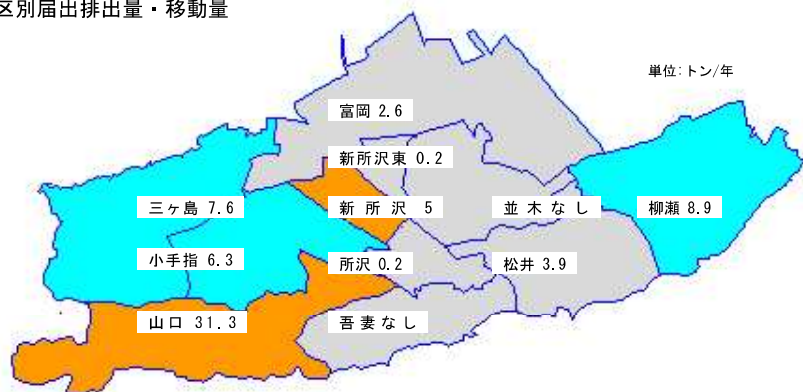 区別届出排出量・移動量
単位:トン/年
富岡 2.6
新所沢東 0.2
三ヶ島 7.6
新所沢 5
並木なし
柳瀬 8.9
小手指 6.3
所沢 0.2
松井 3.9
山口 31.3
吾妻なし